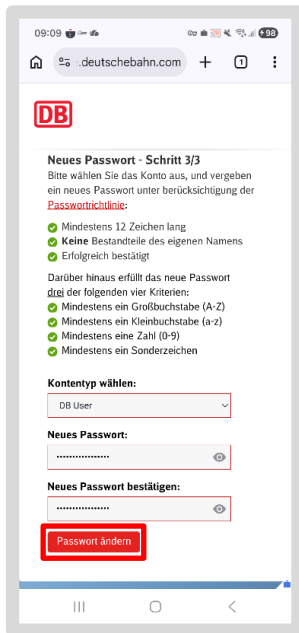 09:09
98
.deutschebahn.com
1
DB
Neues Passwort - Schritt 3/3
Bitte wählen Sie das Konto aus, und vergeben
ein neues Passwort unter berücksichtigung der
Passwortrichtlinie:
Mindestens 12 Zeichen lang
Keine Bestandteile des eigenen Namens
Erfolgreich bestätigt
Darüber hinaus erfüllt das neue Passwort
drei der folgenden vier Kriterien:
Mindestens ein Großbuchstabe (A-Z)
Mindestens ein Kleinbuchstabe (a-z)
Mindestens eine Zahl (0-9)
Mindestens ein Sonderzeichen
Kontentyp wählen:
DB User
Neues Passwort:
•••••••••••••••••
Neues Passwort bestätigen:
•••••••••••••••••
Passwort ändern